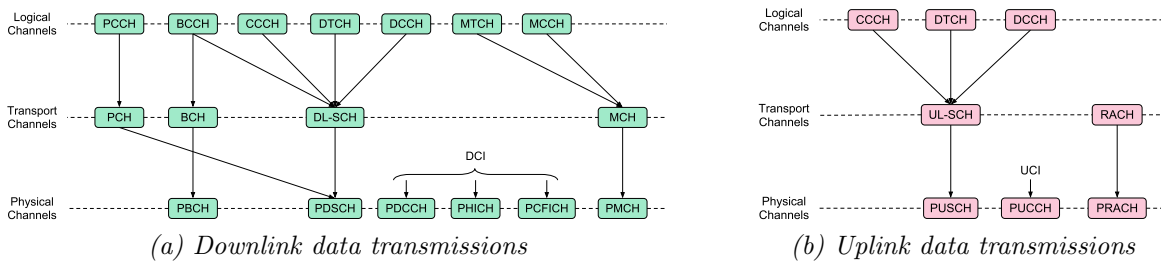 Logical
Channels
PCCH
BCCH
CCCH
DTCH
DCCH
MTCH
MCCH
Transport
Channels
PCH
BCH
DL-SCH
MCH
DCI
Physical
Channels
PBCH
PDSCH
PDCCH
PHICH
PCFICH
PMCH
(a) Downlink data transmissions
Logical
Channels
CCCH
DTCH
DCCH
Transport
Channels
UL-SCH
RACH
UCI
Physical
Channels
PUSCH
PUCCH
PRACH
(b) Uplink data transmissions